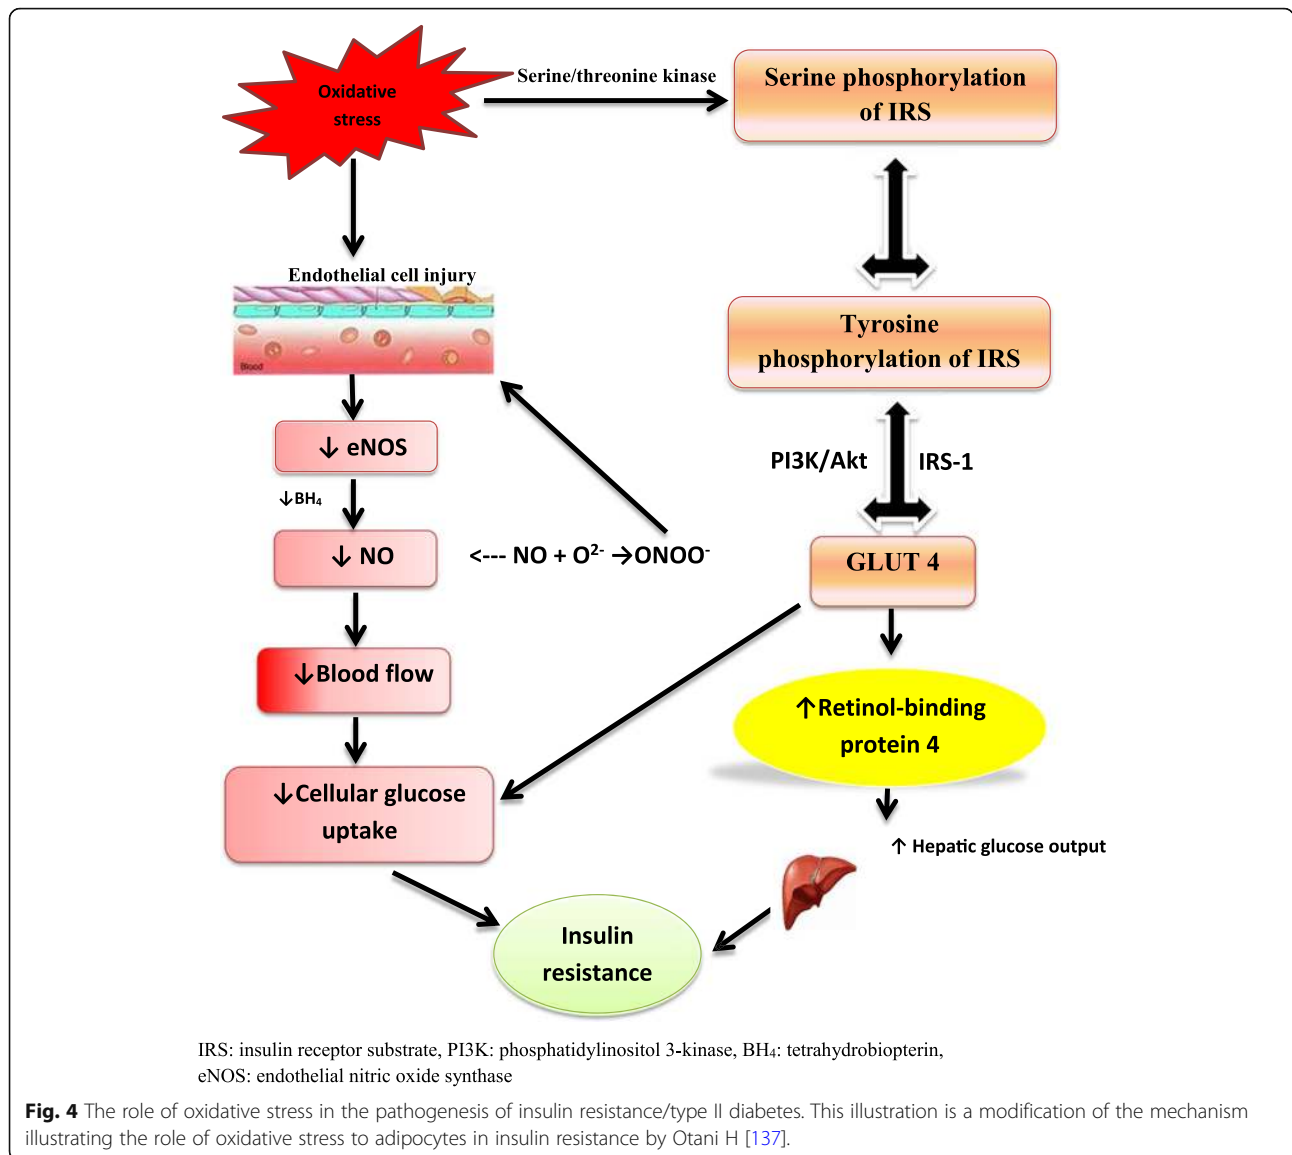 Oxidative
stress
Serine/threonine kinase
Serine phosphorylation
of IRS
Endothelial cell injury
Blood
Tyrosine
phosphorylation of IRS
↓ eNOS
PI3K/Akt
IRS-1
↓BH₄
↓ NO
<--- NO + O²⁻ →ONOO⁻
GLUT 4
↓Blood flow
↑Retinol-binding
protein 4
↓Cellular glucose
uptake
↑ Hepatic glucose output
Insulin
resistance
IRS: insulin receptor substrate, PI3K: phosphatidylinositol 3-kinase, BH₄: tetrahydrobiopterin,
eNOS: endothelial nitric oxide synthase
Fig. 4 The role of oxidative stress in the pathogenesis of insulin resistance/type II diabetes. This illustration is a modification of the mechanism
illustrating the role of oxidative stress to adipocytes in insulin resistance by Otani H [137].